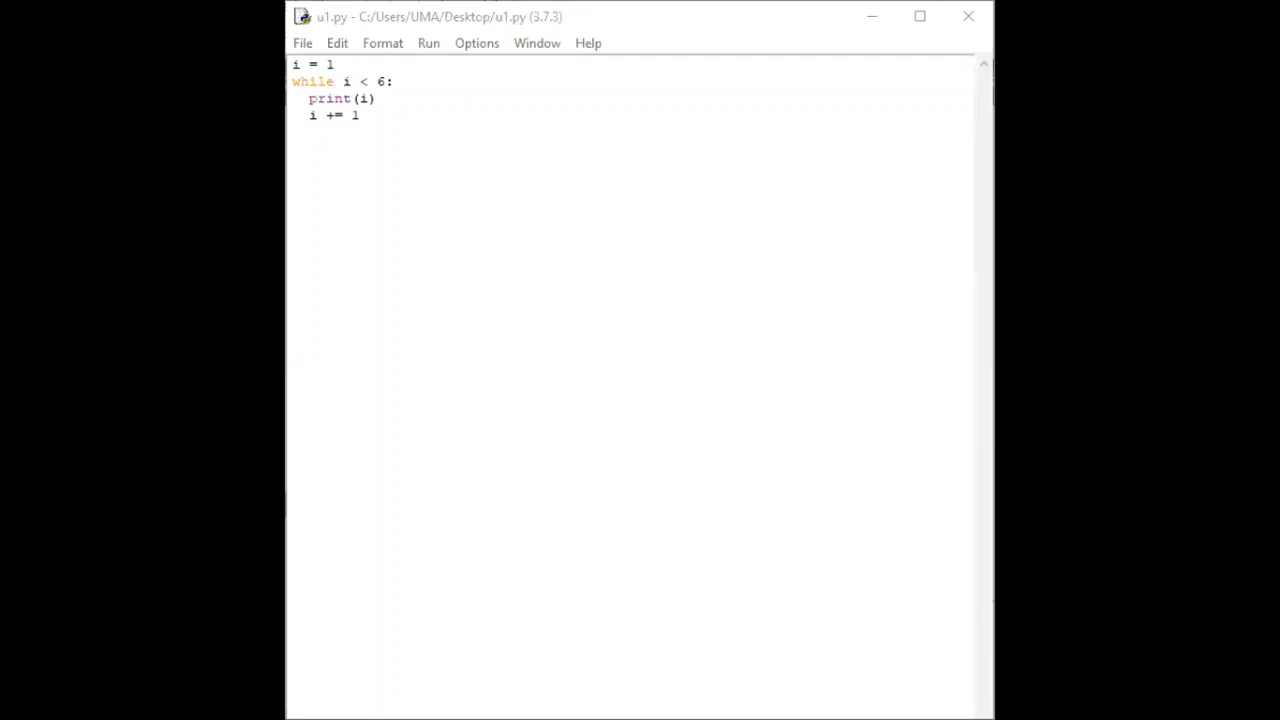 u1.py - C:/Users/UMA/Desktop/u1.py (3.7.3)
File Edit Format Run Options Window Help
i = 1
while i < 6:
  print(i)
  i += 1